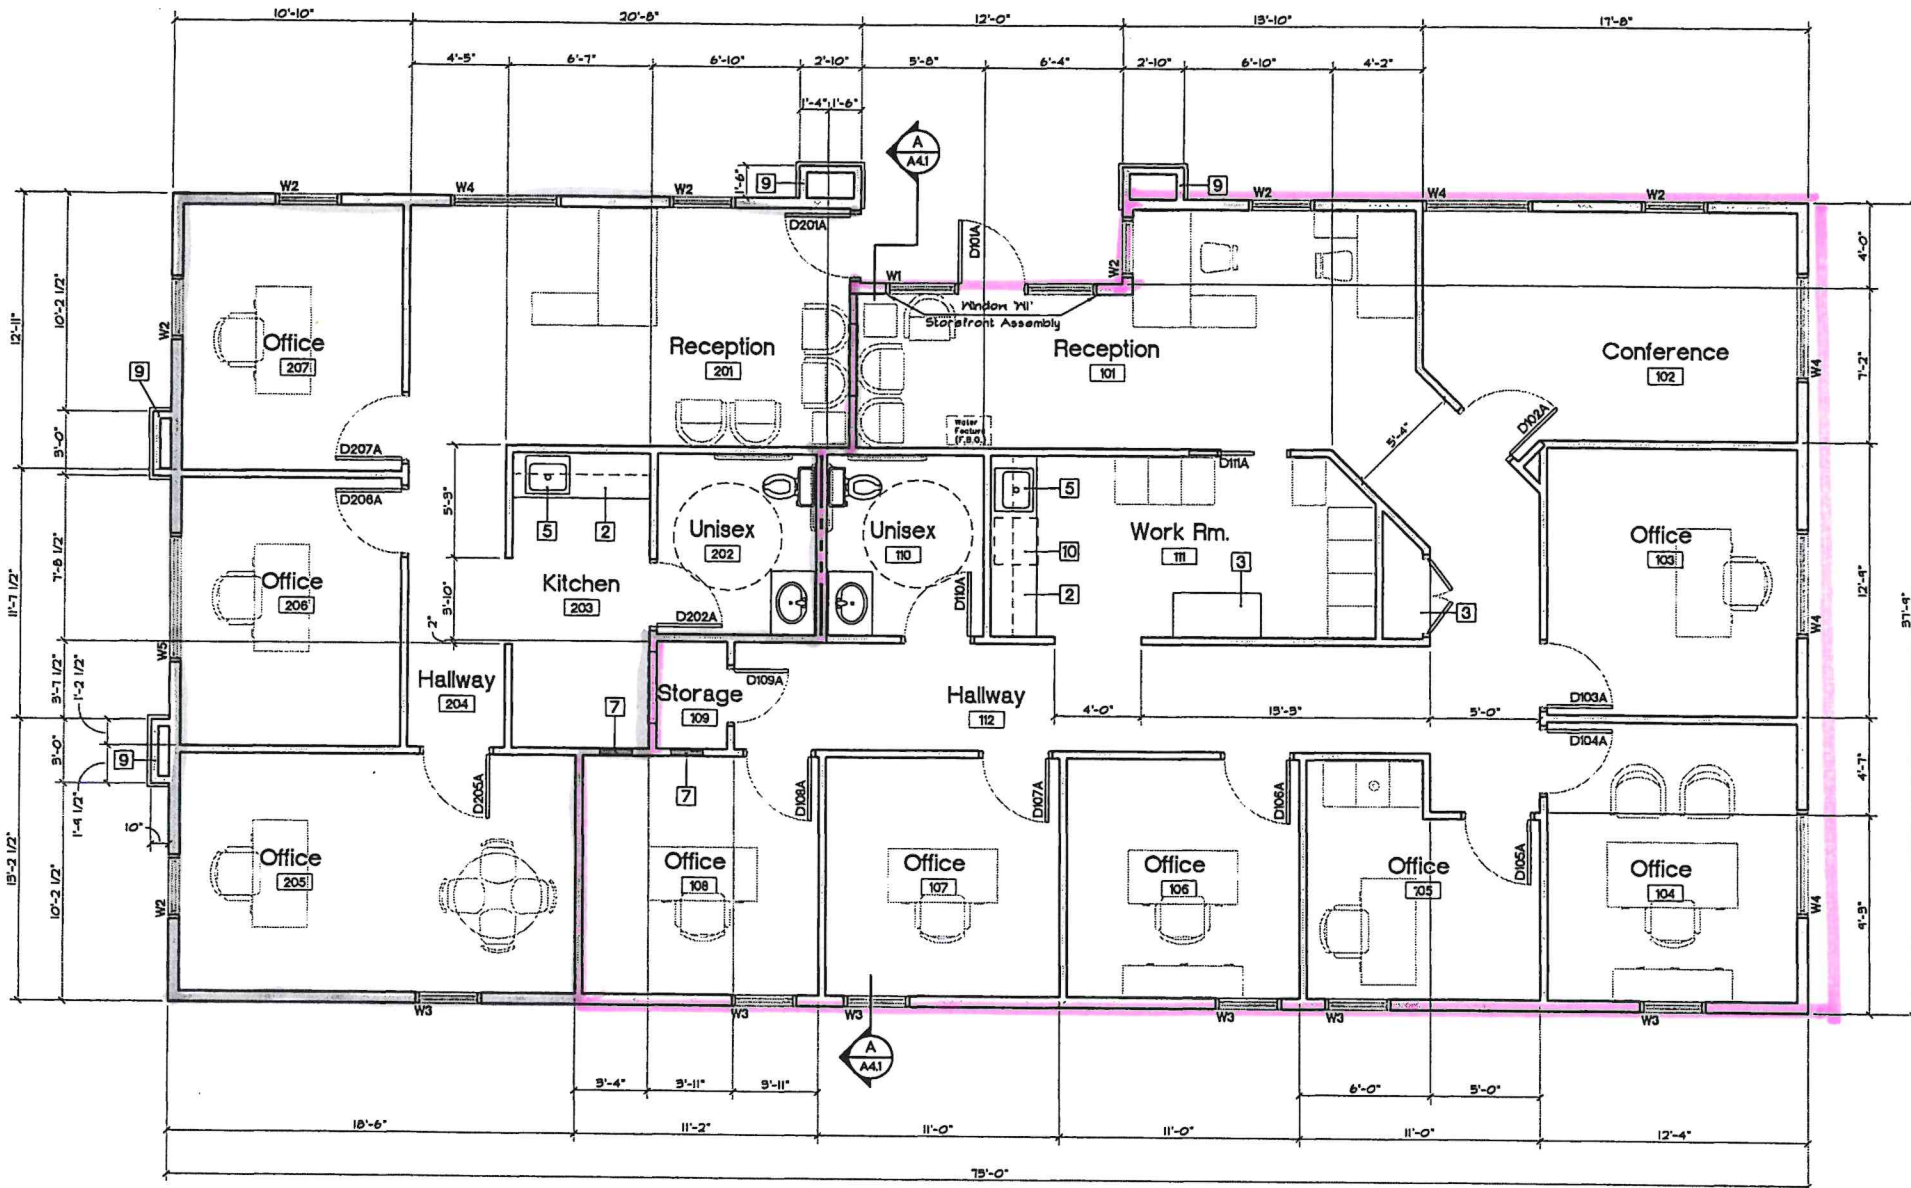 10'-10" 20'-8" 12'-0" 13'-10" 17'-8"
4'-5" 6'-7" 6'-10" 2'-10" 5'-8" 6'-4" 2'-10" 6'-10" 4'-2"
1'-4" 1'-6"
A
A4.1
1'-6"
9
9
W2 W4 W2 W2 W4 W2
D201A
D101A
W2
W1
Window 'W1'
Storefront Assembly
12'-11"
10'-2 1/2"
W2
Office
207
Reception
201
Reception
101
Conference
102
W4
4'-0"
7'-2"
37'-9"
9
3'-0"
Water
Feature
(F.B.O.)
5'-4"
D102A
D207A
D206A
D111A
5'-3"
5
2
Unisex
202
Unisex
110
5
10
2
Work Rm.
111
3
3
Office
103
W4
12'-9"
11'-7 1/2"
7'-8 1/2"
Office
206
Kitchen
203
3'-10"
2"
D202A
D110A
W5
3'-7 1/2"
1'-2 1/2"
Hallway
204
Storage
109
D109A
Hallway
112
D103A
4'-0" 13'-3" 5'-0"
7
7
D104A
3'-0"
9
1'-9 1/2"
10"
D205A
D108A
D107A
D106A
D105A
4'-7"
13'-2 1/2"
10'-2 1/2"
W2
Office
205
Office
108
Office
107
Office
106
Office
105
Office
104
W4
9'-3"
W3 W3 W3 W3 W3 W3
A
A4.1
3'-4" 3'-11" 3'-11" 6'-0" 5'-0"
18'-6" 11'-2" 11'-0" 11'-0" 11'-0" 12'-4"
75'-0"